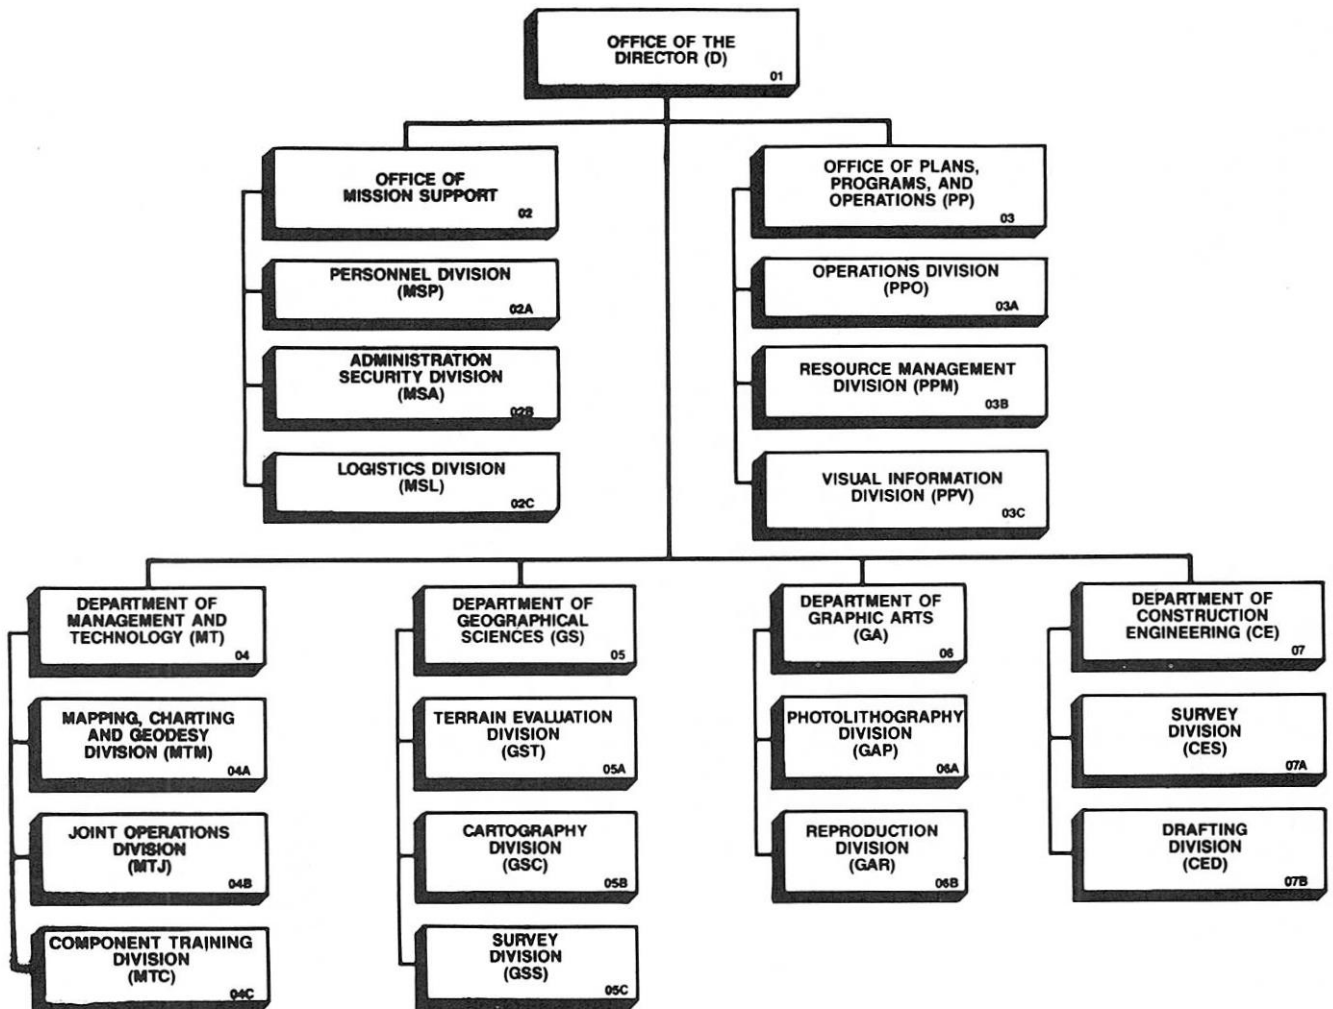 OFFICE OF THE
DIRECTOR (D)
01
OFFICE OF
MISSION SUPPORT
02
PERSONNEL DIVISION
(MSP)
02A
ADMINISTRATION
SECURITY DIVISION
(MSA)
02B
LOGISTICS DIVISION
(MSL)
02C
OFFICE OF PLANS,
PROGRAMS, AND
OPERATIONS (PP)
03
OPERATIONS DIVISION
(PPO)
03A
RESOURCE MANAGEMENT
DIVISION (PPM)
03B
VISUAL INFORMATION
DIVISION (PPV)
03C
DEPARTMENT OF
MANAGEMENT AND
TECHNOLOGY (MT)
04
MAPPING, CHARTING
AND GEODESY
DIVISION (MTM)
04A
JOINT OPERATIONS
DIVISION
(MTJ)
04B
COMPONENT TRAINING
DIVISION
(MTC)
04C
DEPARTMENT OF
GEOGRAPHICAL
SCIENCES (GS)
05
TERRAIN EVALUATION
DIVISION
(GST)
05A
CARTOGRAPHY
DIVISION
(GSC)
05B
SURVEY
DIVISION
(GSS)
05C
DEPARTMENT OF
GRAPHIC ARTS
(GA)
06
PHOTOLITHOGRAPHY
DIVISION
(GAP)
06A
REPRODUCTION
DIVISION
(GAR)
06B
DEPARTMENT OF
CONSTRUCTION
ENGINEERING (CE)
07
SURVEY
DIVISION
(CES)
07A
DRAFTING
DIVISION
(CED)
07B